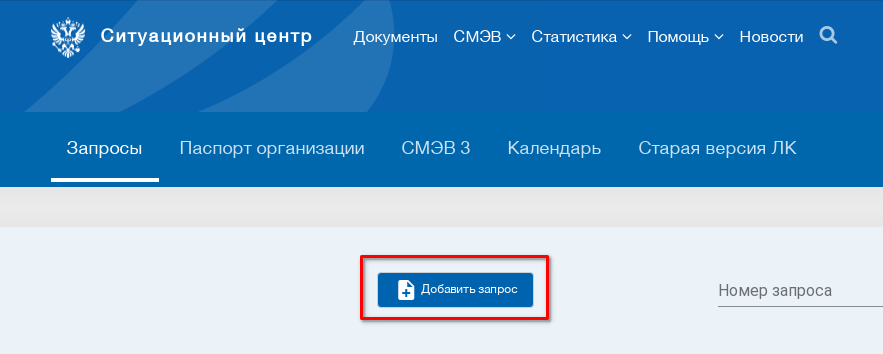 Ситуационный центр Документы СМЭВ Статистика Помощь Новости
Запросы Паспорт организации СМЭВ 3 Календарь Старая версия ЛК
Добавить запрос Номер запроса